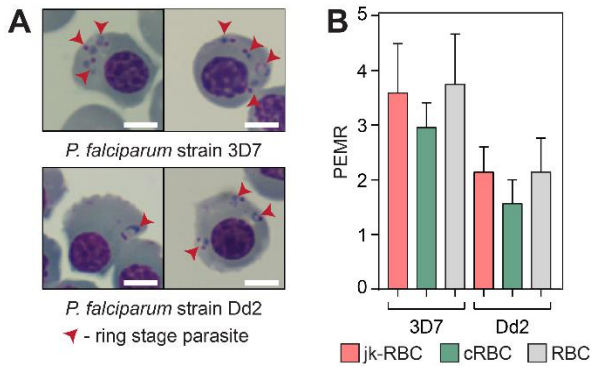 A
P. falciparum strain 3D7
P. falciparum strain Dd2
- ring stage parasite
B
PEMR
5
4
3
2
1
0
3D7 Dd2
jk-RBC cRBC RBC